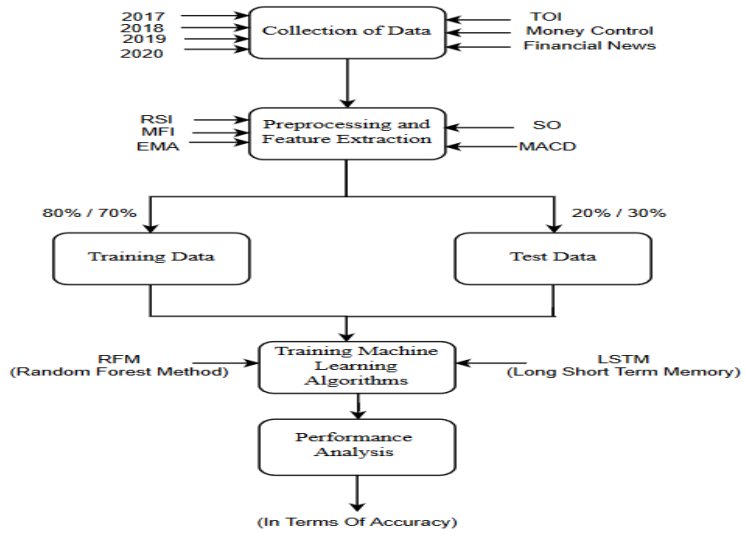 2017
2018
2019
2020
Collection of Data
TOI
Money Control
Financial News
RSI
MFI
EMA
Preprocessing and
Feature Extraction
SO
MACD
80% / 70%
20% / 30%
Training Data
Test Data
RFM
(Random Forest Method)
Training Machine
Learning
Algorithms
LSTM
(Long Short Term Memory)
Performance
Analysis
(In Terms Of Accuracy)